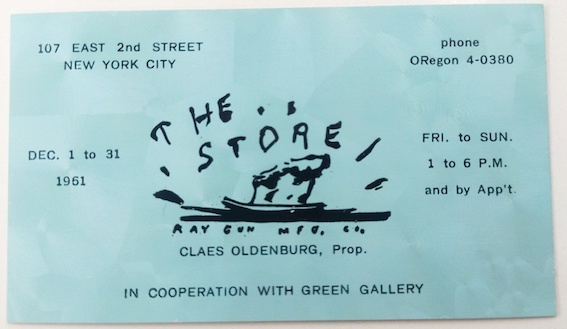 107 EAST 2nd STREET
NEW YORK CITY
phone
ORegon 4-0380
THE
STORE
DEC. 1 to 31
1961
FRI. to SUN.
1 to 6 P.M.
and by App't.
RAY GUN MFG. CO.
CLAES OLDENBURG, Prop.
IN COOPERATION WITH GREEN GALLERY